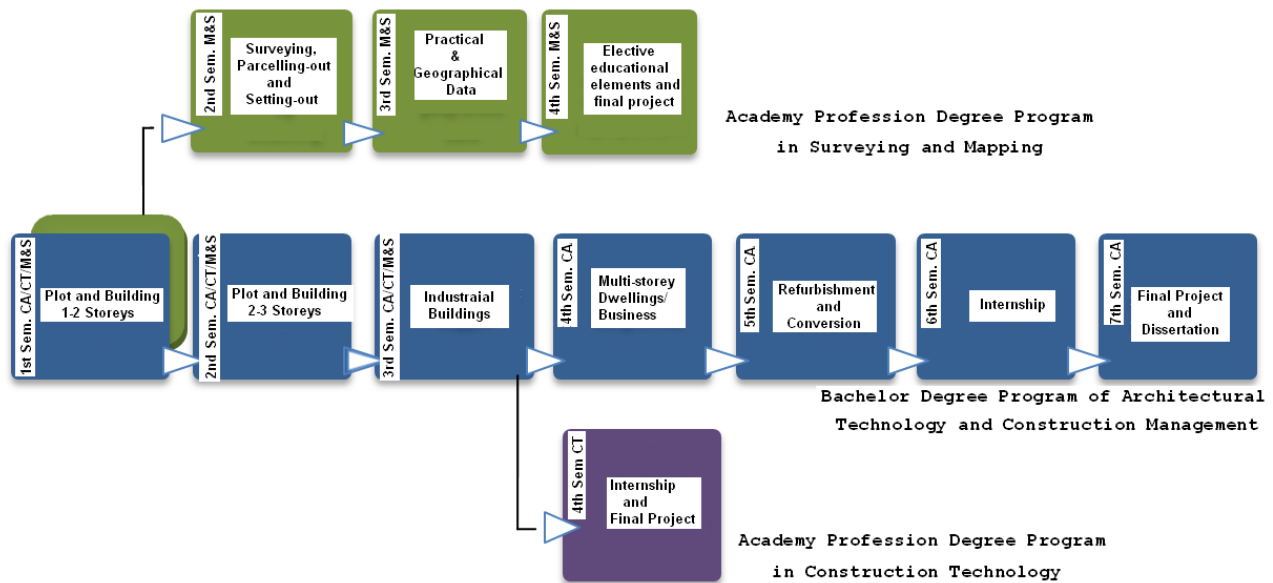 2nd Sem. M&S
Surveying,
Parcelling-out
and
Setting-out
3rd Sem. M&S
Practical
&
Geographical
Data
4th Sem. M&S
Elective
educational
elements and
final project
Academy Profession Degree Program
in Surveying and Mapping
1st Sem. CA/CT/M&S
Plot and Building
1-2 Storeys
2nd Sem. CA/CT/M&S
Plot and Building
2-3 Storeys
3rd Sem. CA/CT/M&S
Industraial
Buildings
4th Sem. CA
Multi-storey
Dwellings/
Business
5th Sem. CA
Refurbishment
and
Conversion
6th Sem. CA
Internship
7th Sem. CA
Final Project
and
Dissertation
Bachelor Degree Program of Architectural
Technology and Construction Management
4th Sem CT
Internship
and
Final Project
Academy Profession Degree Program
in Construction Technology